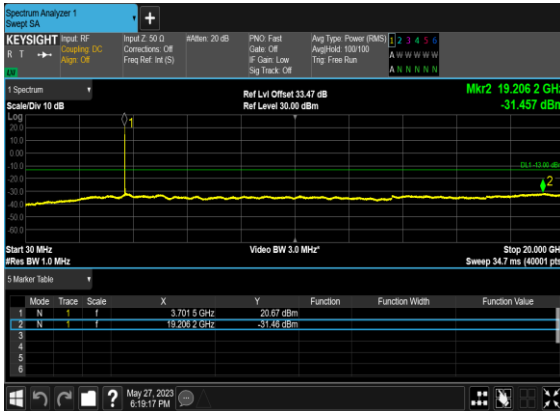 Spectrum Analyzer 1
Swept SA
+
KEYSIGHT Input: RF Input Z: 50 Ω #Atten: 20 dB PNO: Fast Avg Type: Power (RMS) 1 2 3 4 5 6
R T Coupling: DC Corrections: Off Gate: Off Avg|Hold: 100/100 A W W W W W
Align: Off Freq Ref: Int (S) IF Gain: Low Trig: Free Run
Sig Track: Off A N N N N N
1 Spectrum Ref Lvl Offset 33.47 dB Mkr2 19.206 2 GHz
Scale/Div 10 dB Ref Level 30.00 dBm -31.457 dBm
Log
20.0
10.0
0.00
-10.0
-20.0
-30.0
-40.0
-50.0
-60.0
1
DL1 -13.00 dBm
2
Start 30 MHz Video BW 3.0 MHz* Stop 20.000 GHz
#Res BW 1.0 MHz Sweep 34.7 ms (40001 pts)
5 Marker Table
Mode Trace Scale X Y Function Function Width Function Value
1 N 1 f 3.701 5 GHz 20.67 dBm
2 N 1 f 19.206 2 GHz -31.46 dBm
3
4
5
6
? May 27, 2023
6:19:17 PM